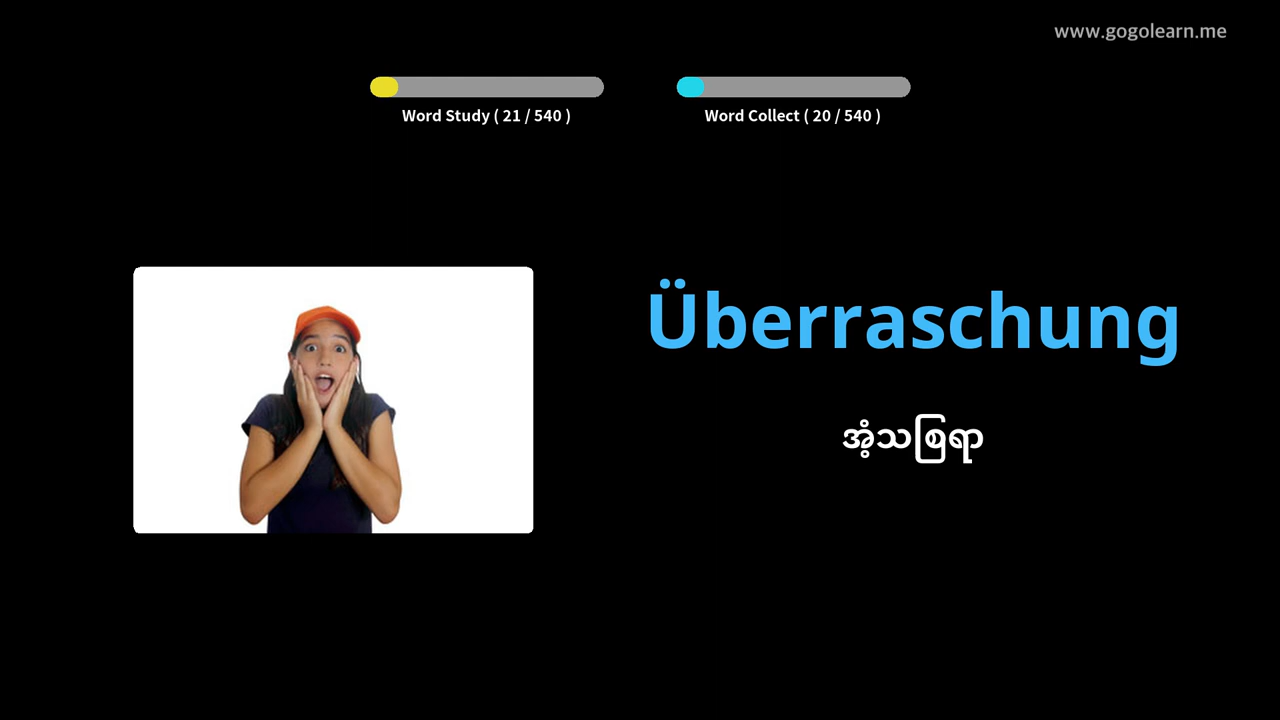 www.gogolearn.me
Word Study ( 21 / 540 )
Word Collect ( 20 / 540 )
Überraschung
အံ့သစြရာ